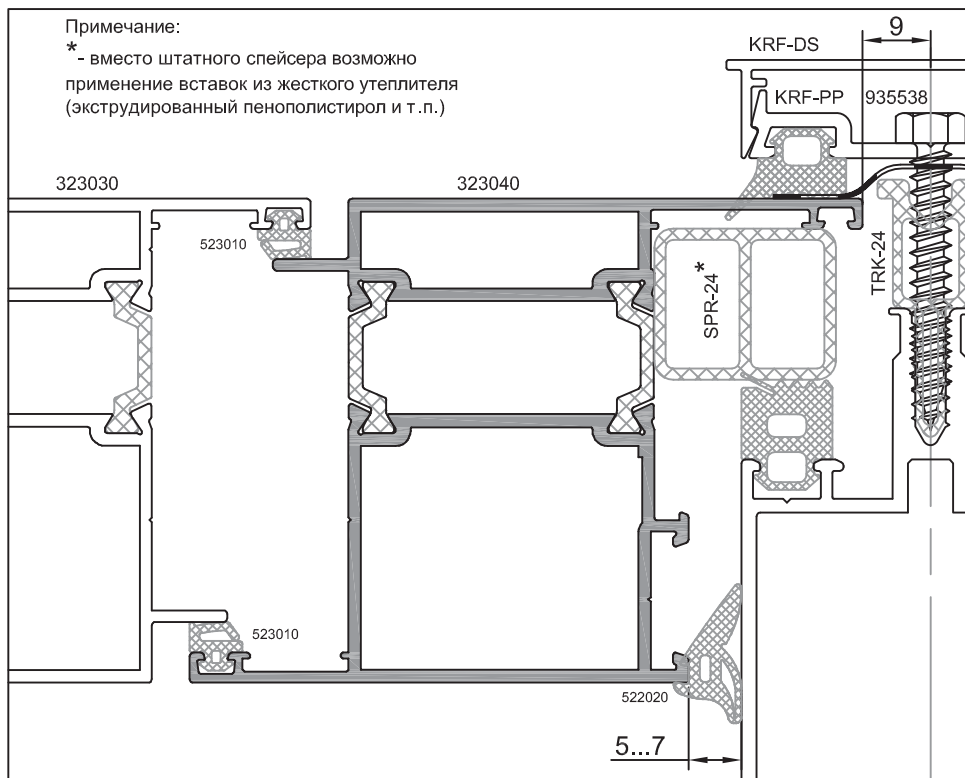 Примечание:
* - вместо штатного спейсера возможно
применение вставок из жесткого утеплителя
(экструдированный пенополистирол и т.п.)
9
KRF-DS
KRF-PP
935538
323030
323040
523010
TRK-24
SPR-24*
523010
522020
5...7